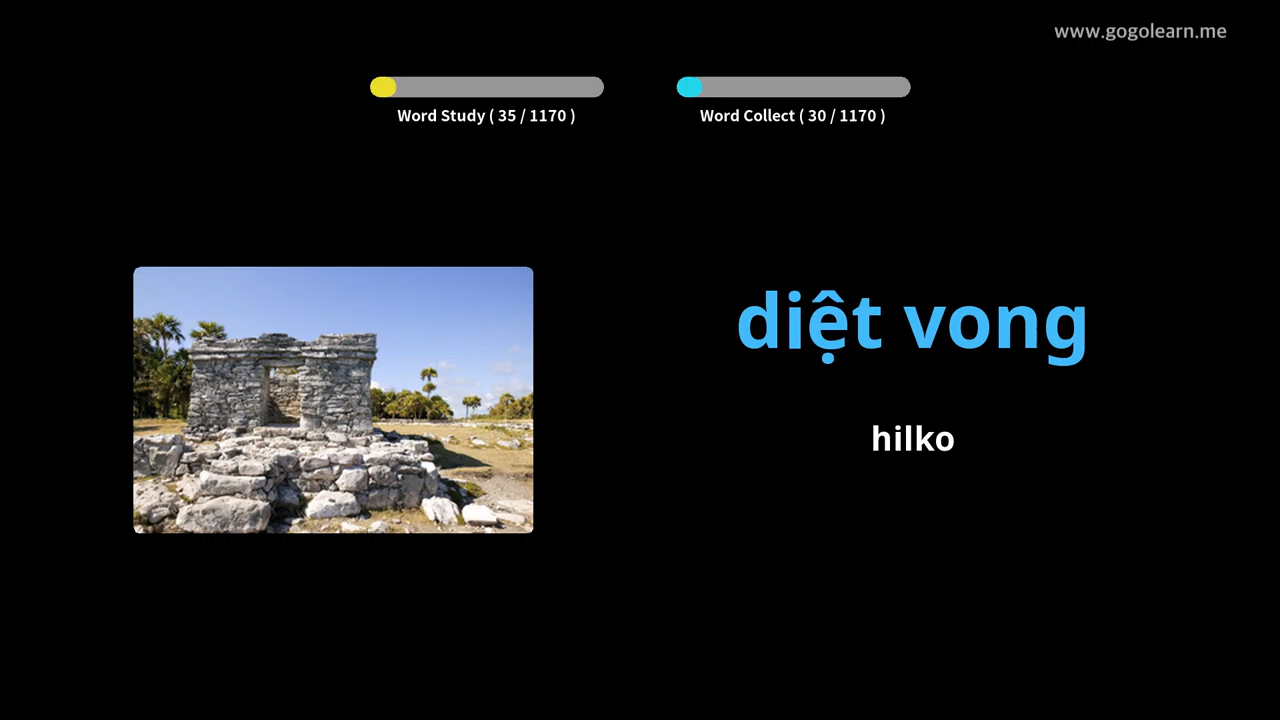 www.gogolearn.me
Word Study ( 35 / 1170 )
Word Collect ( 30 / 1170 )
diệt vong
hilko